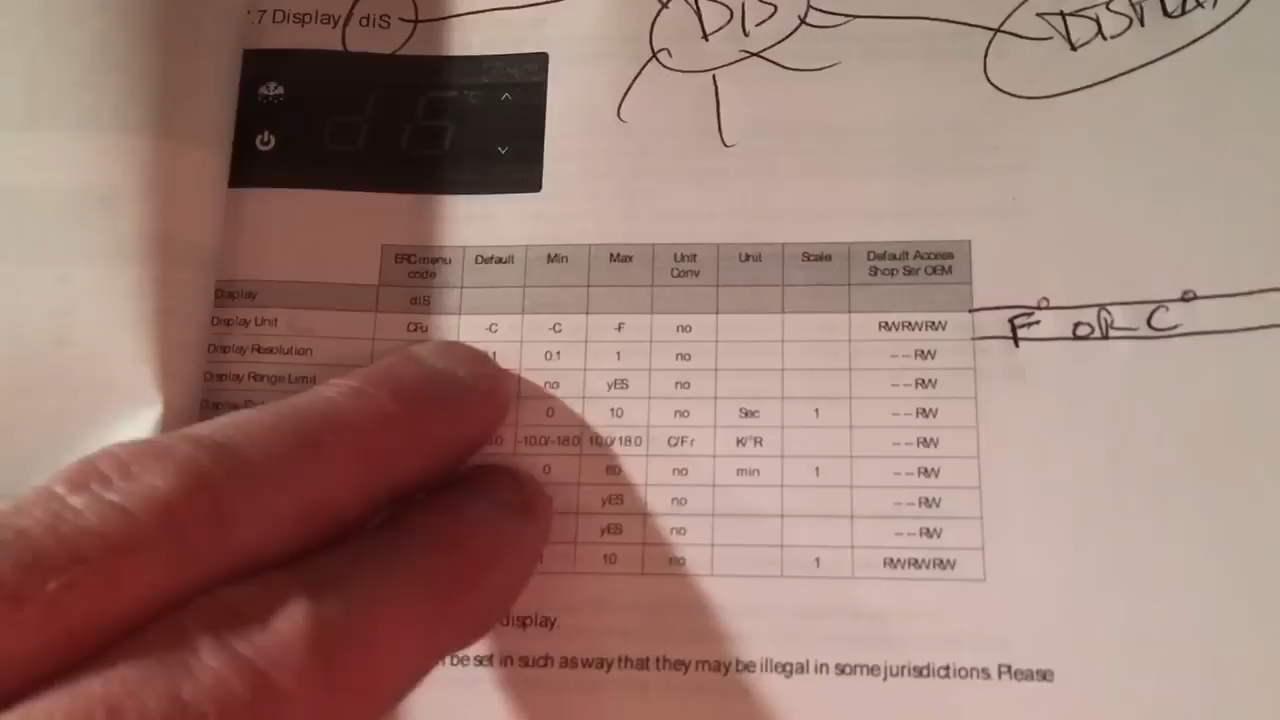 .7 Display diS
DIS
diS °C
ERC menu code Default Min Max Unit Conv Unit Scale Default Access Shop Ser OEM
Display diS
Display Unit CFu -C -C -F no RWRWRW
F° OR C°
Display Resolution 0.1 1 no --RW
Display Range Limit no yES no --RW
0 10 no Sec 1 --RW
-10.0/-18.0 10.0/18.0 C/Fr K/°R --RW
0 60 no min 1 --RW
yES no --RW
yES no --RW
10 no 1 RWRWRW
display.
be set in such as way that they may be illegal in some jurisdictions. Please